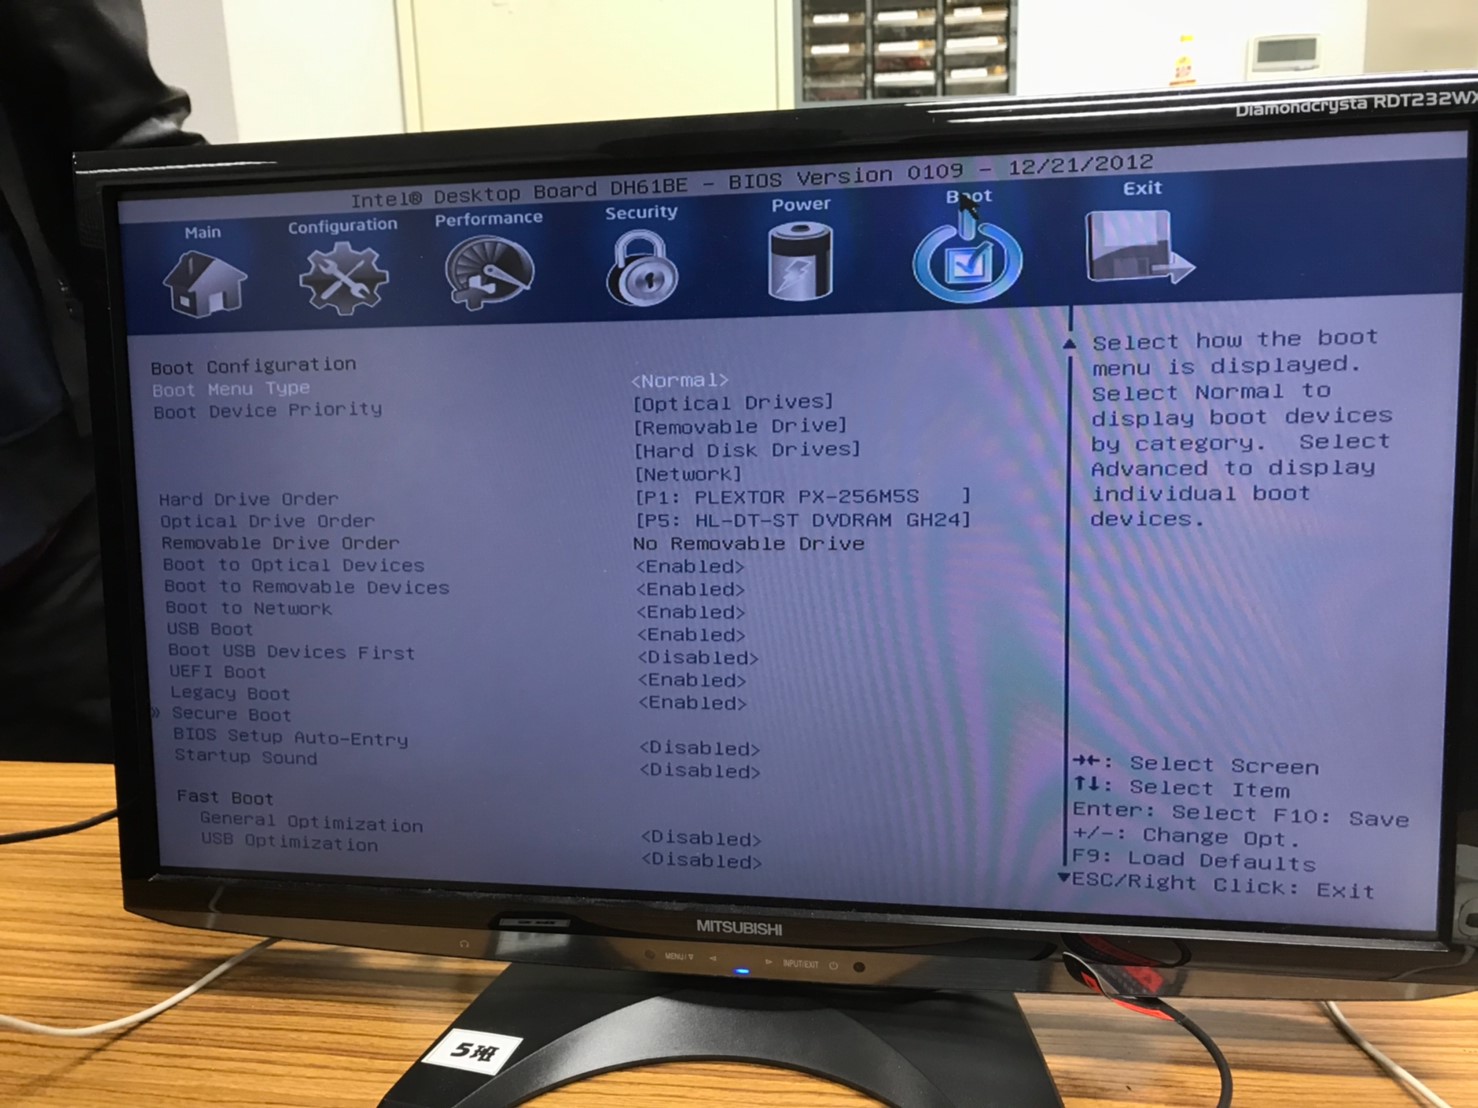 Diamondcrysta RDT232WX
Intel® Desktop Board DH61BE - BIOS Version 0109 - 12/21/2012
Main Configuration Performance Security Power Boot Exit
Boot Configuration
Boot Menu Type <Normal>
Boot Device Priority [Optical Drives]
[Removable Drive]
[Hard Disk Drives]
[Network]
Hard Drive Order [P1: PLEXTOR PX-256M5S ]
Optical Drive Order [P5: HL-DT-ST DVDRAM GH24]
Removable Drive Order No Removable Drive
Boot to Optical Devices <Enabled>
Boot to Removable Devices <Enabled>
Boot to Network <Enabled>
USB Boot <Enabled>
Boot USB Devices First <Disabled>
UEFI Boot <Enabled>
Legacy Boot <Enabled>
» Secure Boot
BIOS Setup Auto-Entry <Disabled>
Startup Sound <Disabled>
Fast Boot
General Optimization <Disabled>
USB Optimization <Disabled>
Select how the boot
menu is displayed.
Select Normal to
display boot devices
by category. Select
Advanced to display
individual boot
devices.
→←: Select Screen
↑↓: Select Item
Enter: Select F10: Save
+/-: Change Opt.
F9: Load Defaults
ESC/Right Click: Exit
MITSUBISHI
MENU/▽ ◁ ▷ INPUT/EXIT
5班